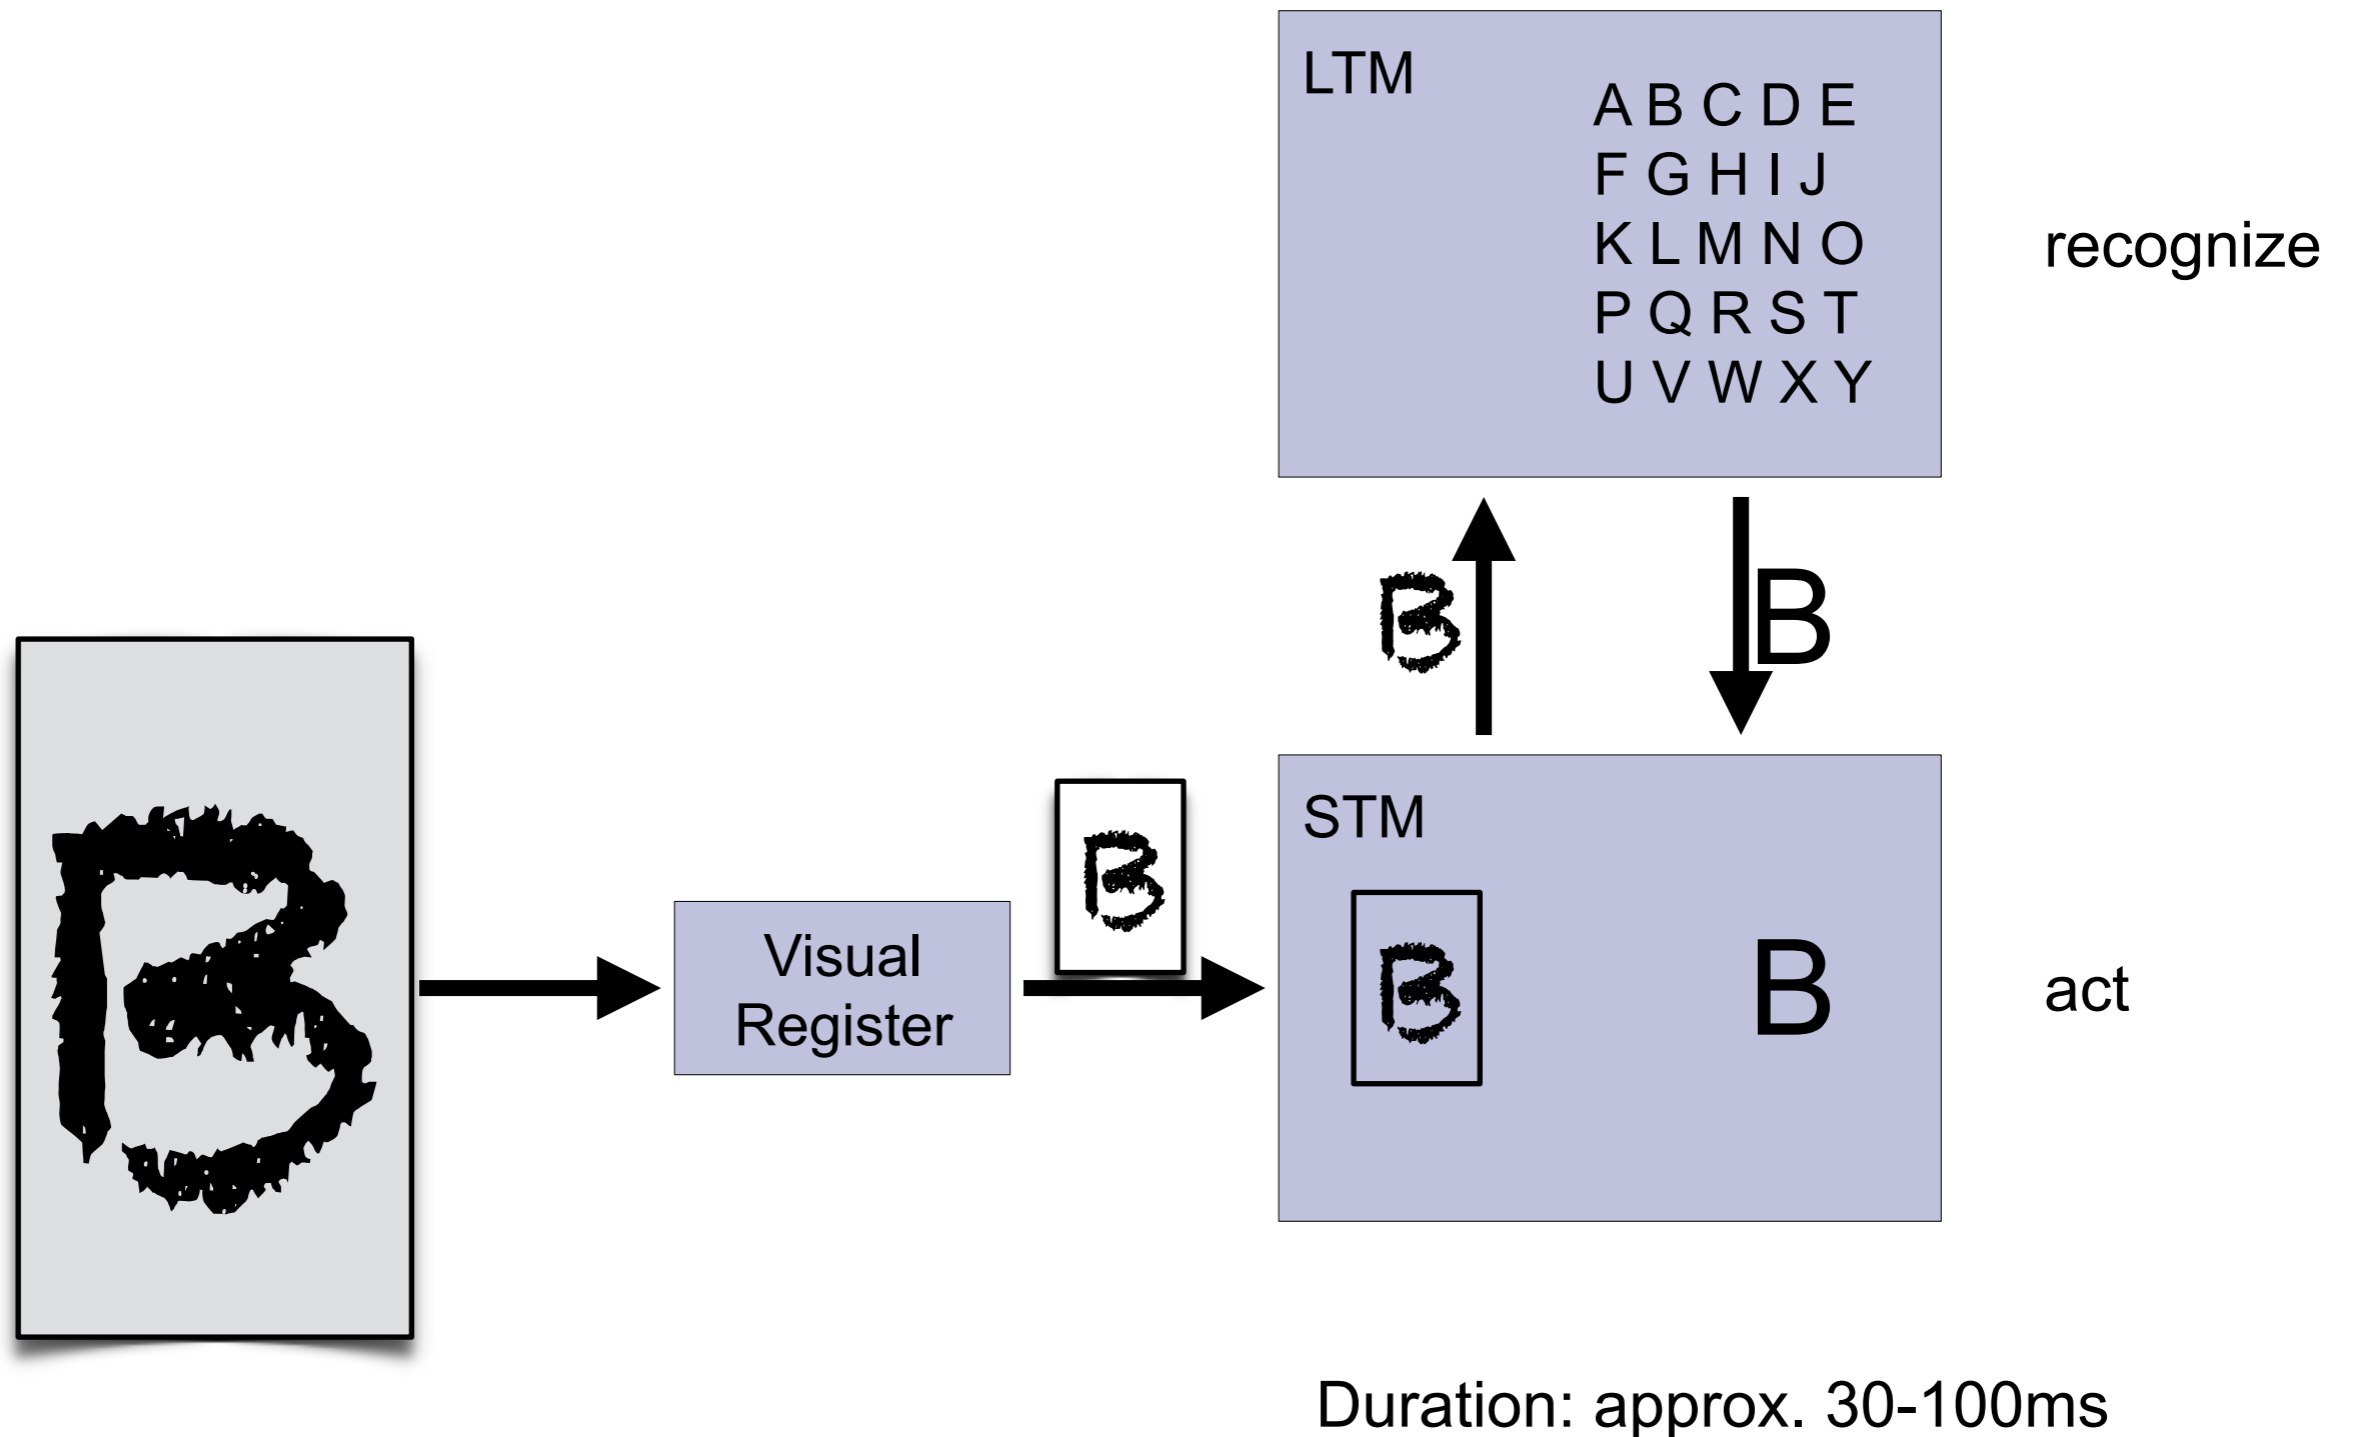 LTM
A B C D E
F G H I J
K L M N O
P Q R S T
U V W X Y
recognize
B
B
B
B
Visual
Register
STM
B
B
act
Duration: approx. 30-100ms